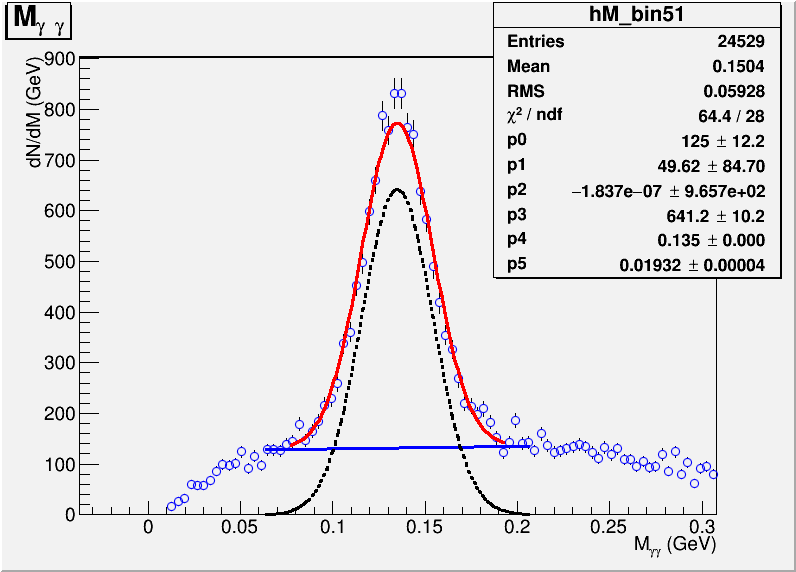 M_γγ
hM_bin51
Entries 24529
Mean 0.1504
RMS 0.05928
χ² / ndf 64.4 / 28
p0 125 ± 12.2
p1 49.62 ± 84.70
p2 −1.837e−07 ± 9.657e+02
p3 641.2 ± 10.2
p4 0.135 ± 0.000
p5 0.01932 ± 0.00004
dN/dM (GeV)
900
800
700
600
500
400
300
200
100
0
0 0.05 0.1 0.15 0.2 0.25 0.3
M_γγ (GeV)